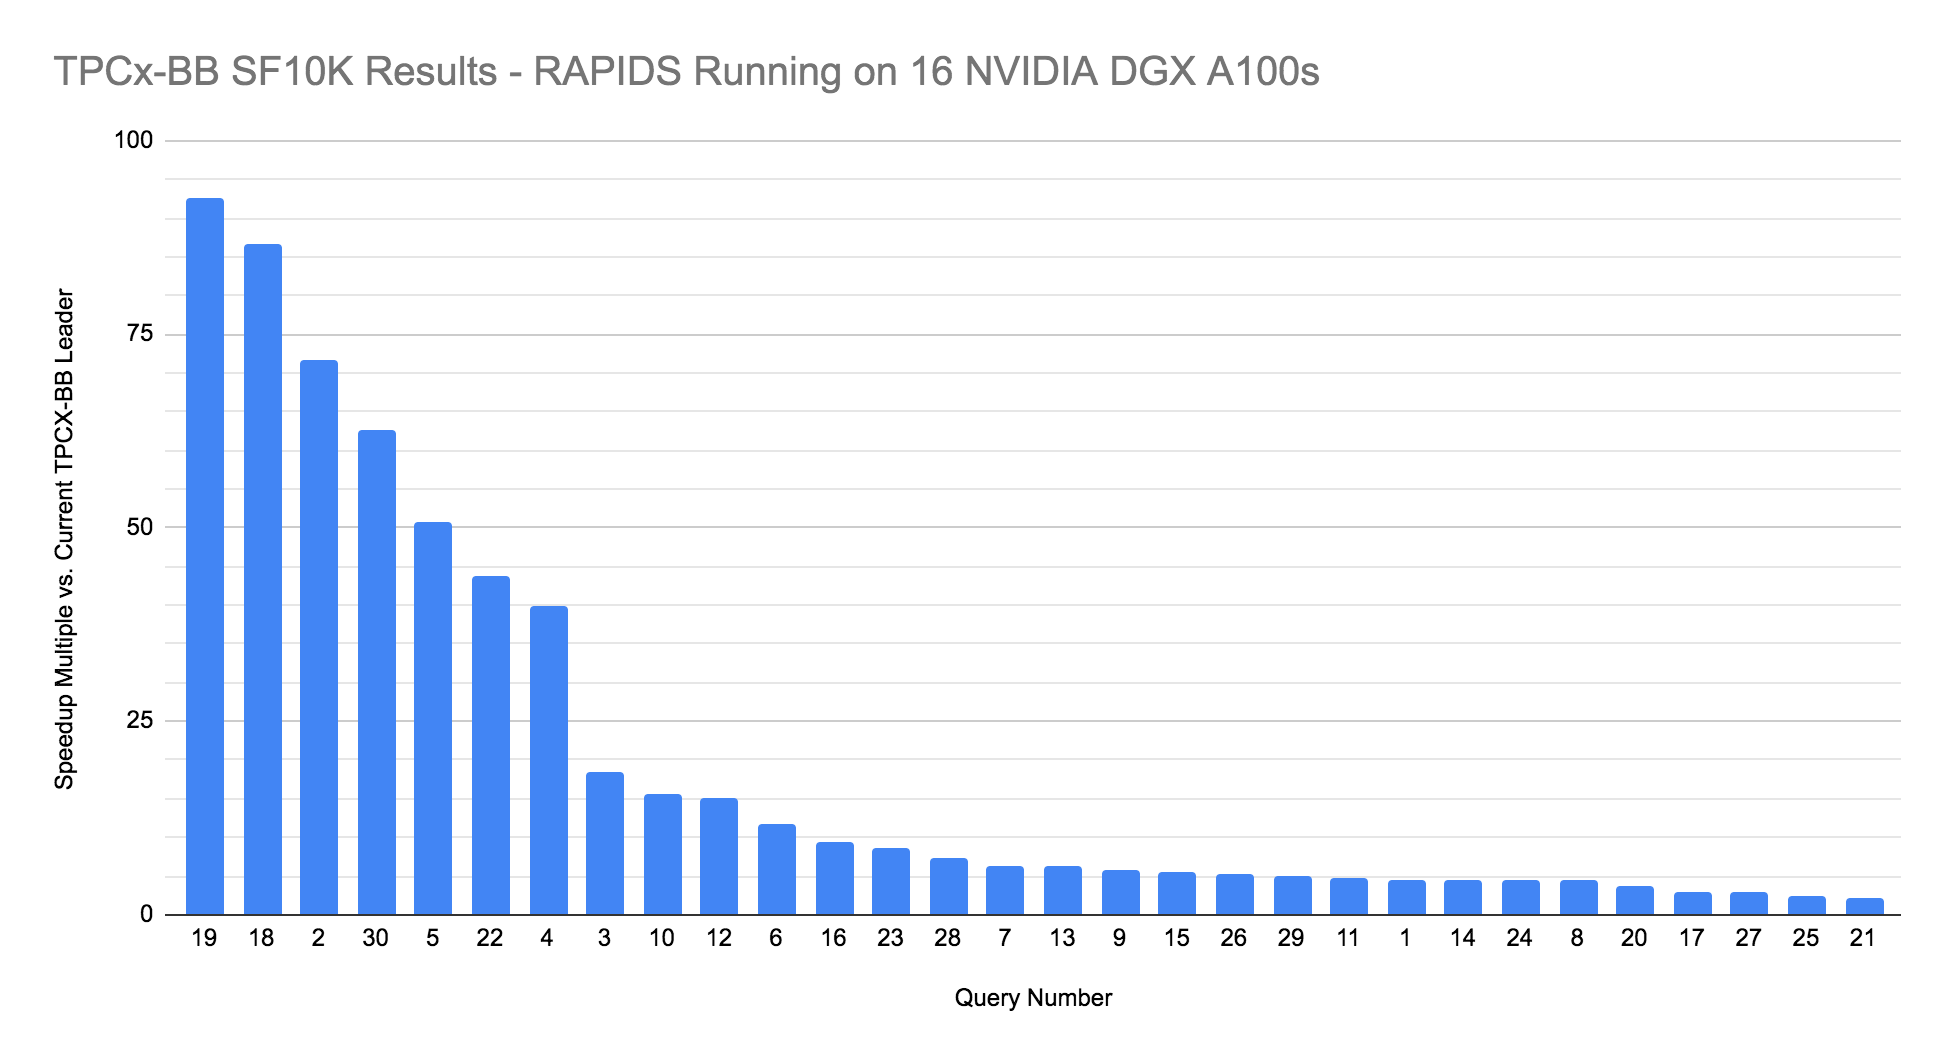 TPCx-BB SF10K Results - RAPIDS Running on 16 NVIDIA DGX A100s
Speedup Multiple vs. Current TPCX-BB Leader
100
75
50
25
0
19 18 2 30 5 22 4 3 10 12 6 16 23 28 7 13 9 15 26 29 11 1 14 24 8 20 17 27 25 21
Query Number